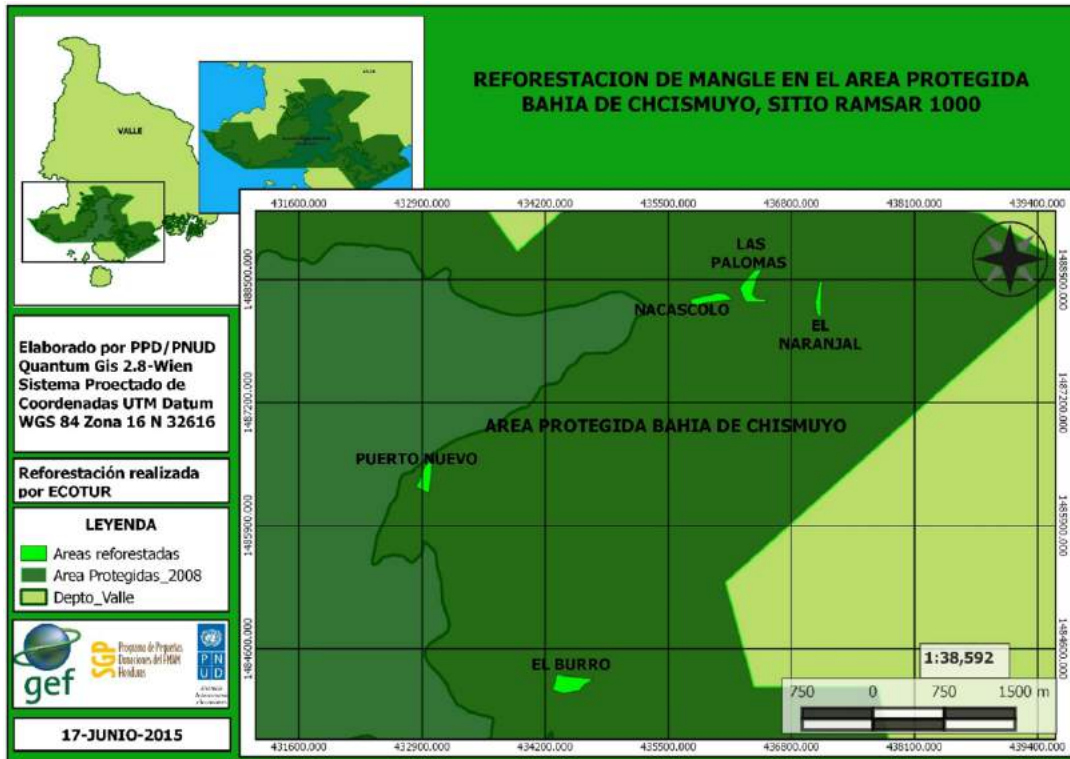 REFORESTACION DE MANGLE EN EL AREA PROTEGIDA
BAHIA DE CHCISMUYO, SITIO RAMSAR 1000
VALLE
431600.000 432900.000 434200.000 435500.000 436800.000 438100.000 439400.000
1488500.000 1488500.000
1487200.000 1487200.000
1485900.000 1485900.000
1484600.000 1484600.000
LAS
PALOMAS
NACASCOLO
EL
NARANJAL
AREA PROTEGIDA BAHIA DE CHISMUYO
PUERTO NUEVO
EL BURRO
1:38,592
750 0 750 1500 m
431600.000 432900.000 434200.000 435500.000 436800.000 438100.000 439400.000
Elaborado por PPD/PNUD
Quantum Gis 2.8-Wien
Sistema Proectado de
Coordenadas UTM Datum
WGS 84 Zona 16 N 32616
Reforestación realizada
por ECOTUR
LEYENDA
Areas reforestadas
Area Protegidas_2008
Depto_Valle
gef
SGP
Programa de Pequeñas
Donaciones del FMAM
Honduras
P N
U D
17-JUNIO-2015